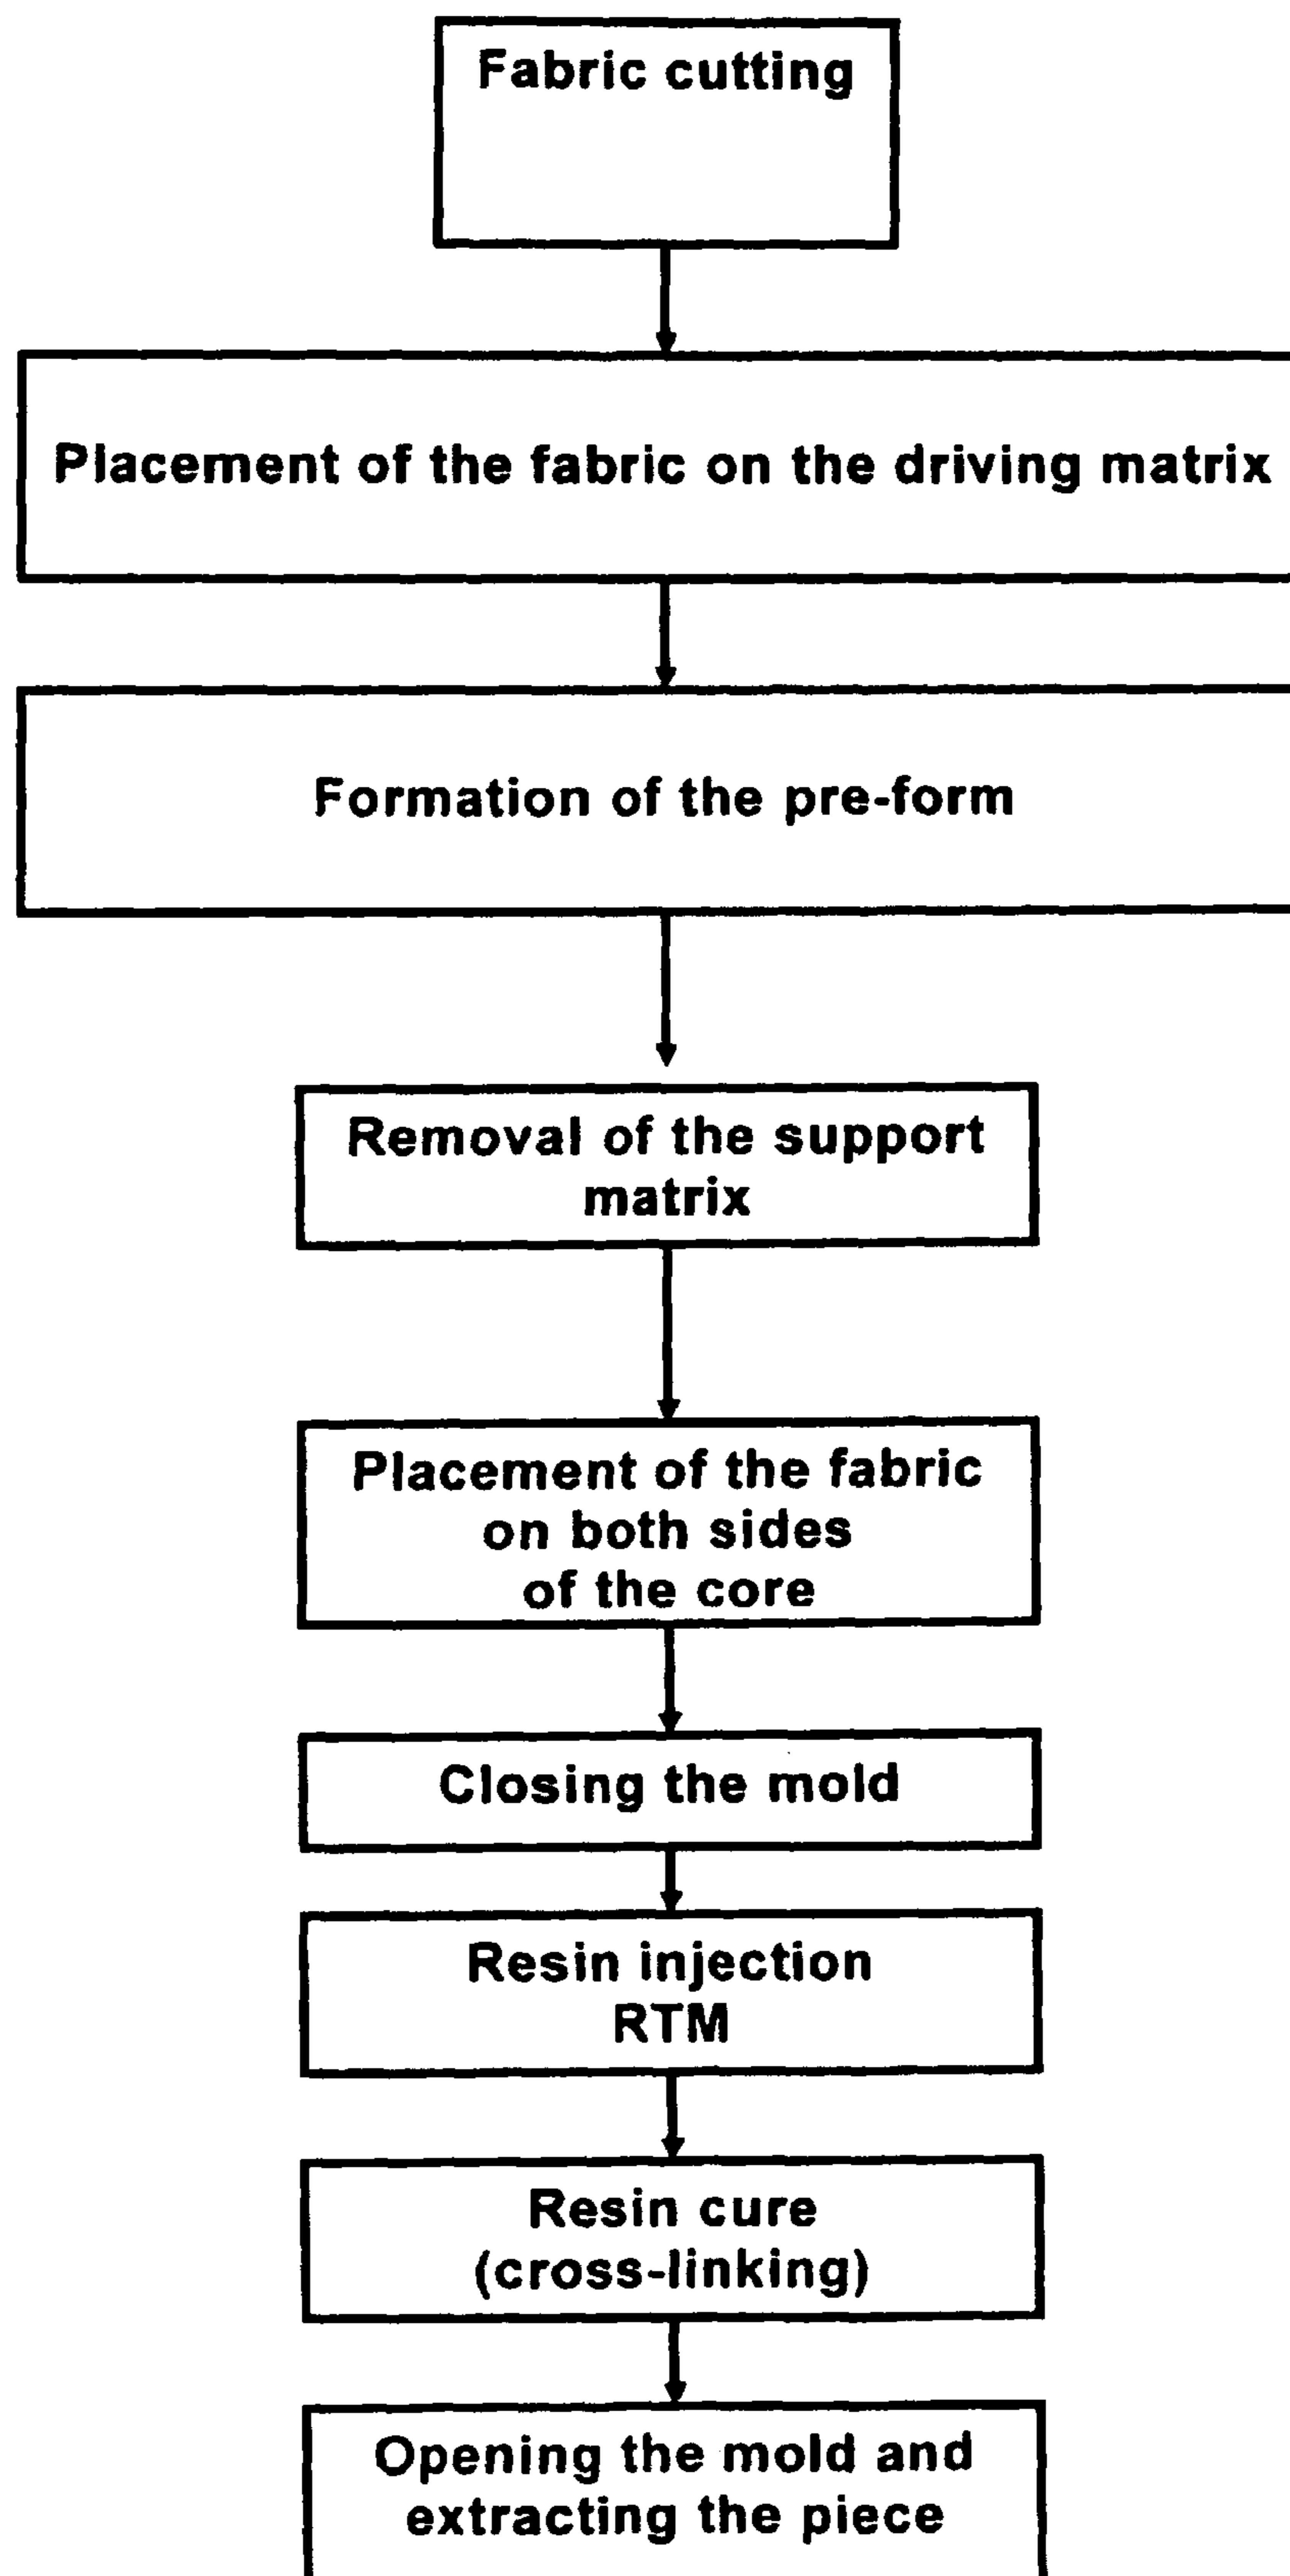 Fabric cutting
Placement of the fabric on the driving matrix
Formation of the pre-form
Removal of the support
matrix
Placement of the fabric
on both sides
of the core
Closing the mold
Resin injection
RTM
Resin cure
(cross-linking)
Opening the mold and
extracting the piece